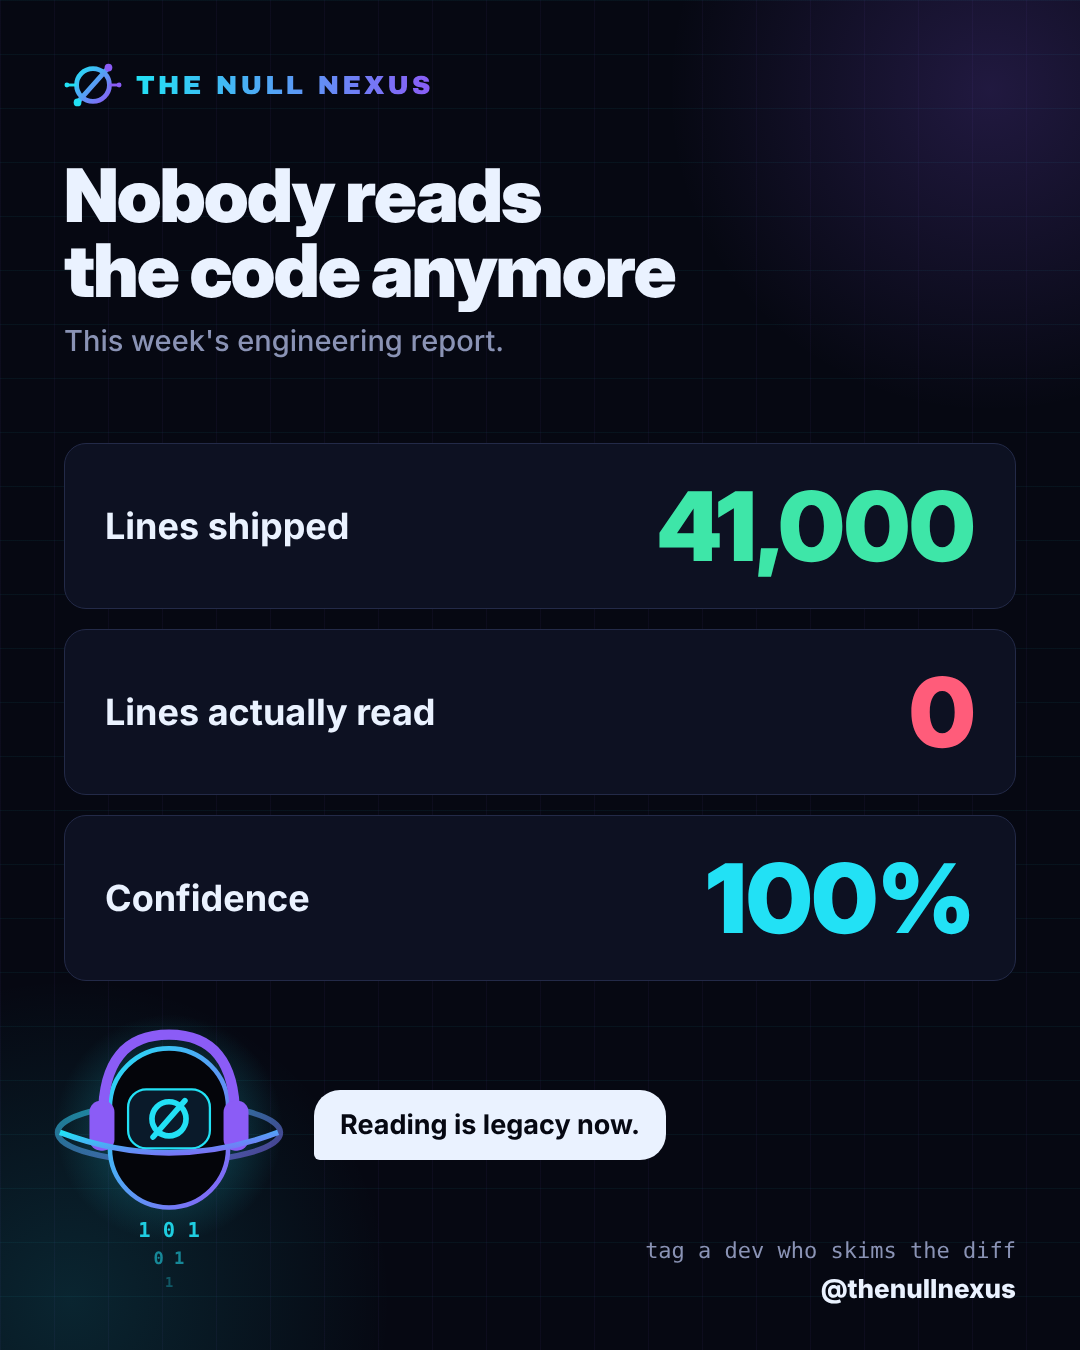 THE NULL NEXUS
Nobody reads
the code anymore
This week's engineering report.
Lines shipped
41,000
Lines actually read
0
Confidence
100%
Reading is legacy now.
1 0 1
0 1
1
tag a dev who skims the diff
@thenullnexus